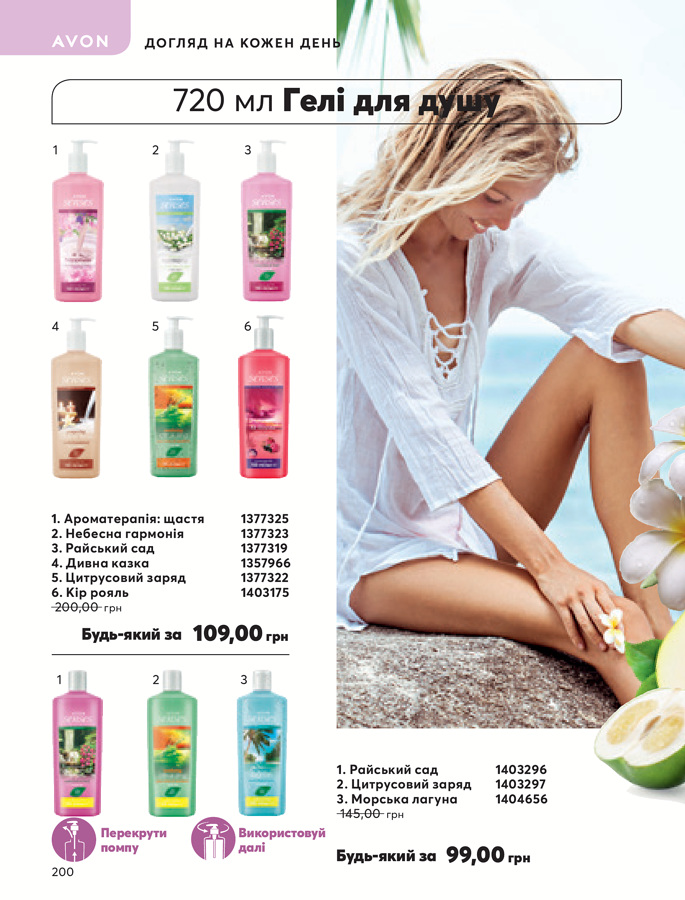 AVON
ДОГЛЯД НА КОЖЕН ДЕНЬ
720 мл Гелі для душу
1
2
3
4
5
6
1. Ароматерапія: щастя 1377325
2. Небесна гармонія 1377323
3. Райський сад 1377319
4. Дивна казка 1357966
5. Цитрусовий заряд 1377322
6. Кір рояль 1403175
200,00 грн
Будь-який за 109,00 грн
1
2
3
Перекрути
помпу
Використовуй
далі
1. Райський сад 1403296
2. Цитрусовий заряд 1403297
3. Морська лагуна 1404656
145,00 грн
Будь-який за 99,00 грн
200